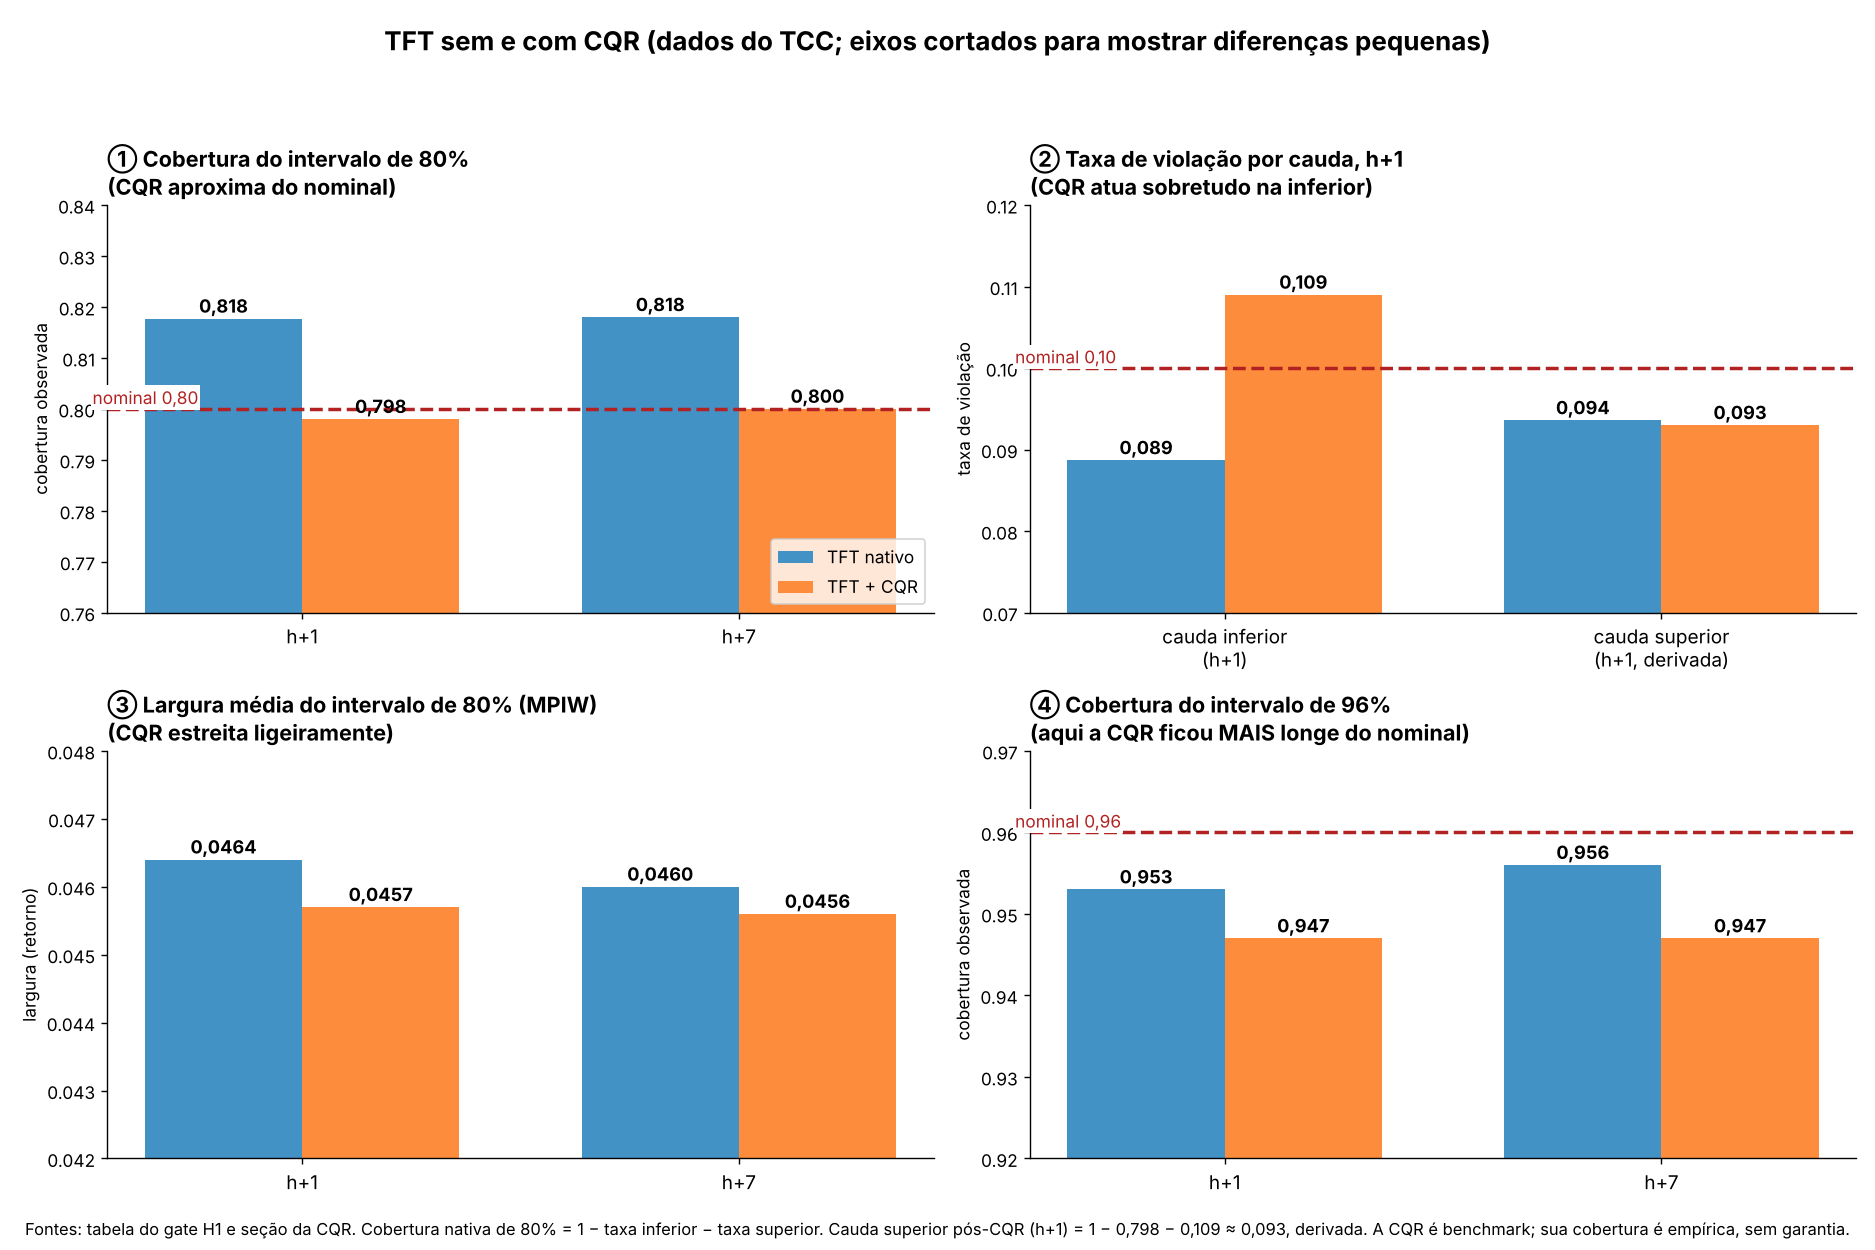 TFT sem e com CQR (dados do TCC; eixos cortados para mostrar diferenças pequenas)
① Cobertura do intervalo de 80%
(CQR aproxima do nominal)
0.84
0.83
0.82
0.81
0.80
0.79
0.78
0.77
0.76
cobertura observada
nominal 0,80
0,818
0,798
0,818
0,800
TFT nativo
TFT + CQR
h+1
h+7
② Taxa de violação por cauda, h+1
(CQR atua sobretudo na inferior)
0.12
0.11
0.10
0.09
0.08
0.07
taxa de violação
nominal 0,10
0,089
0,109
0,094
0,093
cauda inferior
(h+1)
cauda superior
(h+1, derivada)
③ Largura média do intervalo de 80% (MPIW)
(CQR estreita ligeiramente)
0.048
0.047
0.046
0.045
0.044
0.043
0.042
largura (retorno)
0,0464
0,0457
0,0460
0,0456
h+1
h+7
④ Cobertura do intervalo de 96%
(aqui a CQR ficou MAIS longe do nominal)
0.97
0.96
0.95
0.94
0.93
0.92
cobertura observada
nominal 0,96
0,953
0,947
0,956
0,947
h+1
h+7
Fontes: tabela do gate H1 e seção da CQR. Cobertura nativa de 80% = 1 − taxa inferior − taxa superior. Cauda superior pós-CQR (h+1) = 1 − 0,798 − 0,109 ≈ 0,093, derivada. A CQR é benchmark; sua cobertura é empírica, sem garantia.